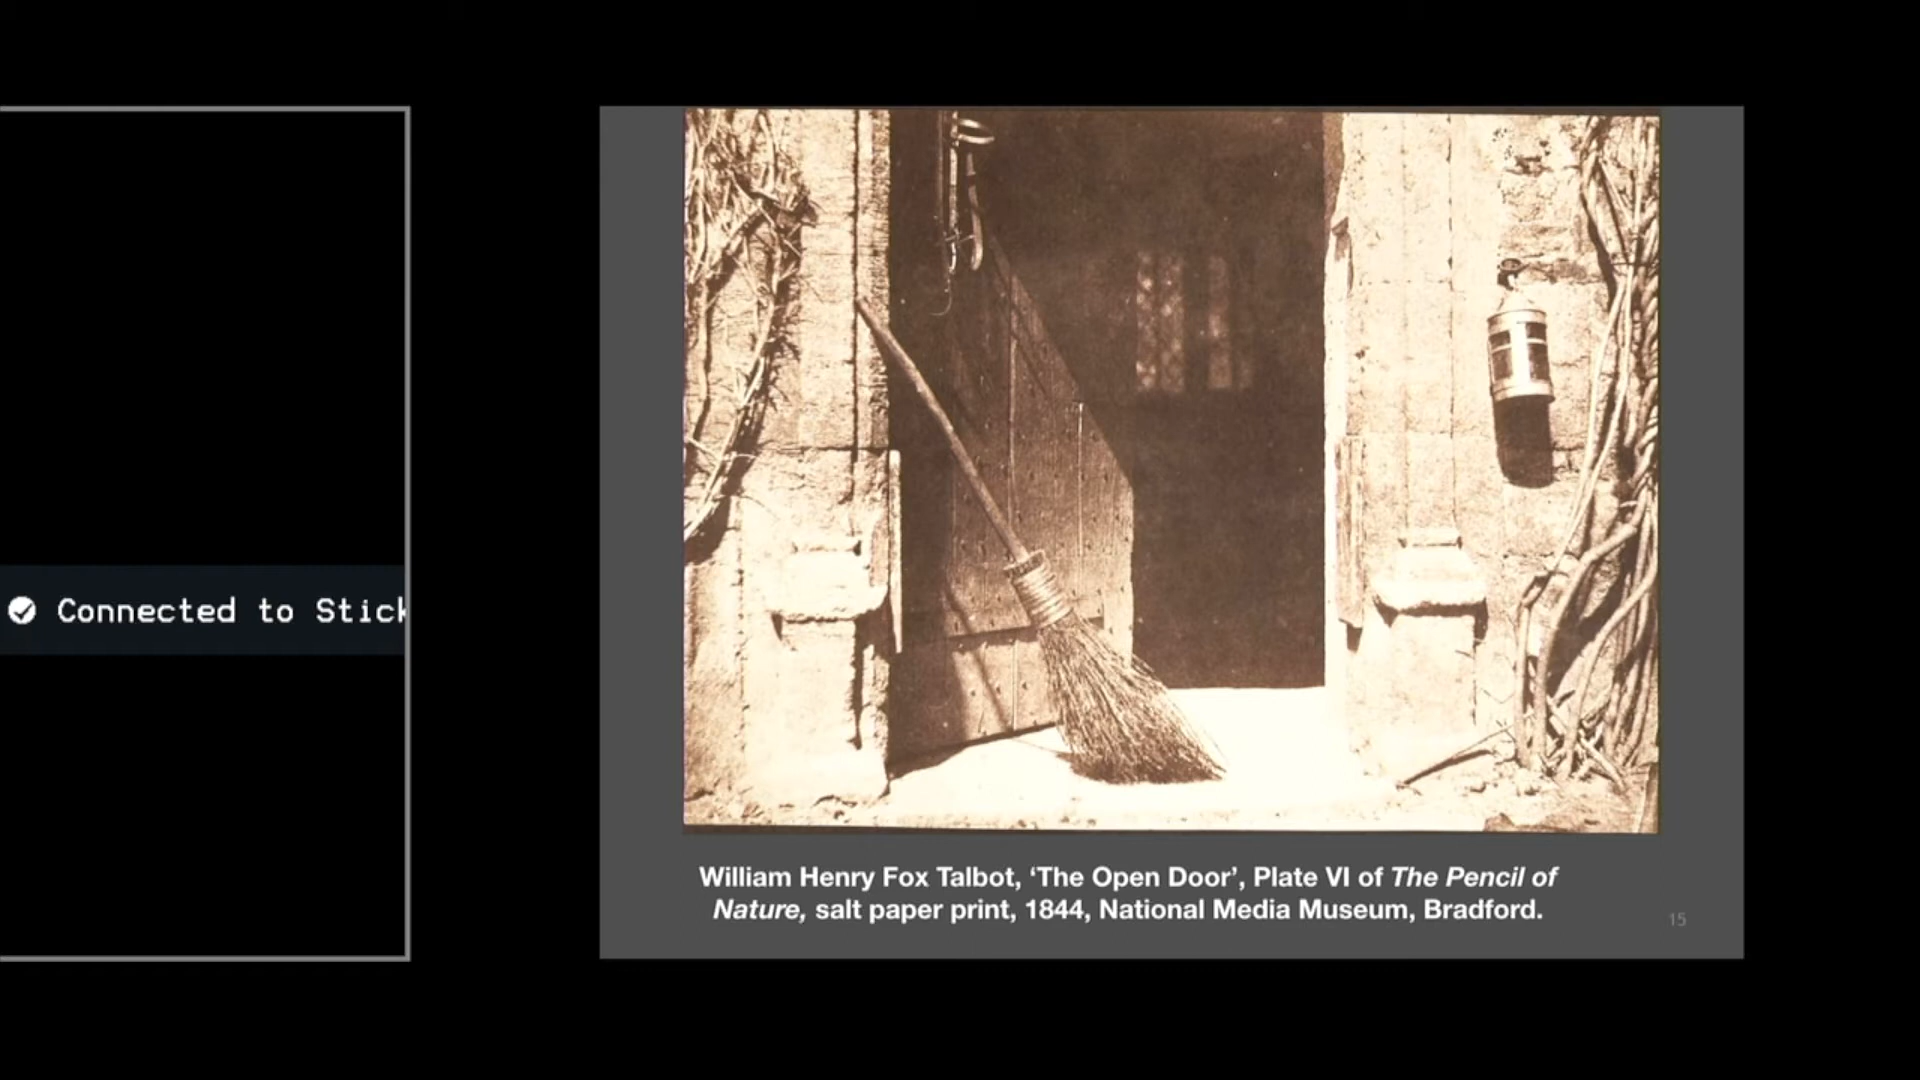 Connected to Stick
William Henry Fox Talbot, ‘The Open Door’, Plate VI of The Pencil of
Nature, salt paper print, 1844, National Media Museum, Bradford.
15